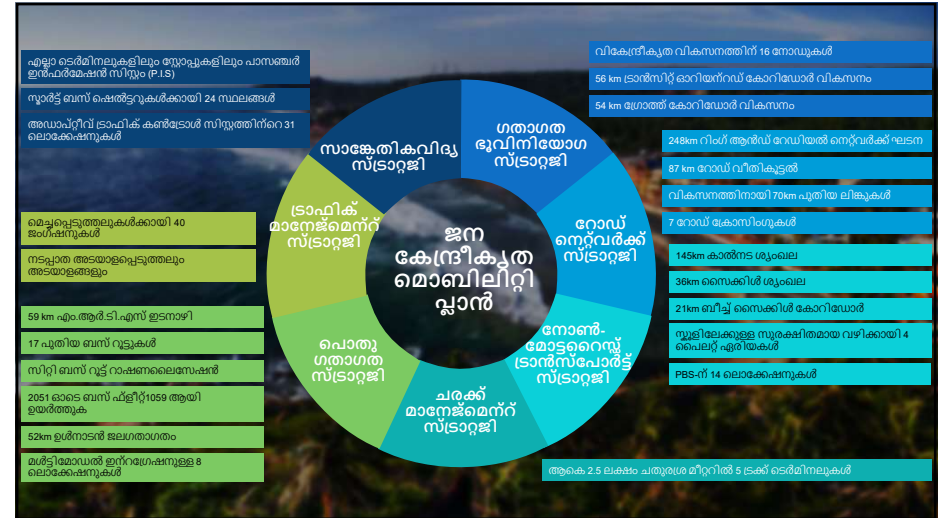 എല്ലാ ടെർമിനലുകളിലും സ്റ്റോപ്പുകളിലും പാസഞ്ചർ
ഇൻഫർമേഷൻ സിസ്റ്റം (P.I.S)
സ്മാർട്ട് ബസ് ഷെൽട്ടറുകൾക്കായി 24 സ്ഥലങ്ങൾ
അഡാപ്റ്റീവ് ട്രാഫിക് കൺട്രോൾ സിസ്റ്റത്തിന്റെ 31
ലൊക്കേഷനുകൾ
മെച്ചപ്പെടുത്തലുകൾക്കായി 40
ജംഗ്ഷനുകൾ
നടപ്പാത അടയാളപ്പെടുത്തലും
അടയാളങ്ങളും
59 km എം.ആർ.ടി.എസ് ഇടനാഴി
17 പുതിയ ബസ് റൂട്ടുകൾ
സിറ്റി ബസ് റൂട്ട് റാഷണലൈസേഷൻ
2051 ഓടെ ബസ് ഫ്ളീറ്റ്1059 ആയി
ഉയർത്തുക
52km ഉൾനാടൻ ജലഗതാഗതം
മൾട്ടിമോഡൽ ഇന്റഗ്രേഷനുള്ള 8
ലൊക്കേഷനുകൾ
സാങ്കേതികവിദ്യ
സ്ട്രാറ്റജി
ഗതാഗത
ഭൂവിനിയോഗ
സ്ട്രാറ്റജി
ട്രാഫിക്
മാനേജ്മെന്റ്
സ്ട്രാറ്റജി
ജന
കേന്ദ്രീകൃത
മൊബിലിറ്റി
പ്ലാൻ
റോഡ്
നെറ്റ്‌വർക്ക്
സ്ട്രാറ്റജി
പൊതു
ഗതാഗത
സ്ട്രാറ്റജി
ചരക്ക്
മാനേജ്മെന്റ്
സ്ട്രാറ്റജി
നോൺ-
മോട്ടറൈസ്ഡ്
ട്രാൻസ്പോർട്ട്
സ്ട്രാറ്റജി
വികേന്ദ്രീകൃത വികസനത്തിന് 16 നോഡുകൾ
56 km ട്രാൻസിറ്റ് ഓറിയന്റഡ് കോറിഡോർ വികസനം
54 km ഗ്രോത്ത് കോറിഡോർ വികസനം
248km റിംഗ് ആൻഡ് റേഡിയൽ നെറ്റ്‌വർക്ക് ഘടന
87 km റോഡ് വീതികൂട്ടൽ
വികസനത്തിനായി 70km പുതിയ ലിങ്കുകൾ
7 റോഡ് ക്രോസിംഗുകൾ
145km കാൽനട ശൃംഖല
36km സൈക്കിൾ ശൃംഖല
21km ബീച്ച് സൈക്കിൾ കോറിഡോർ
സ്കൂളിലേക്കുള്ള സുരക്ഷിതമായ വഴിക്കായി 4
പൈലറ്റ് ഏരിയകൾ
PBS-ന് 14 ലൊക്കേഷനുകൾ
ആകെ 2.5 ലക്ഷം ചതുരശ്ര മീറ്ററിൽ 5 ട്രക്ക് ടെർമിനലുകൾ